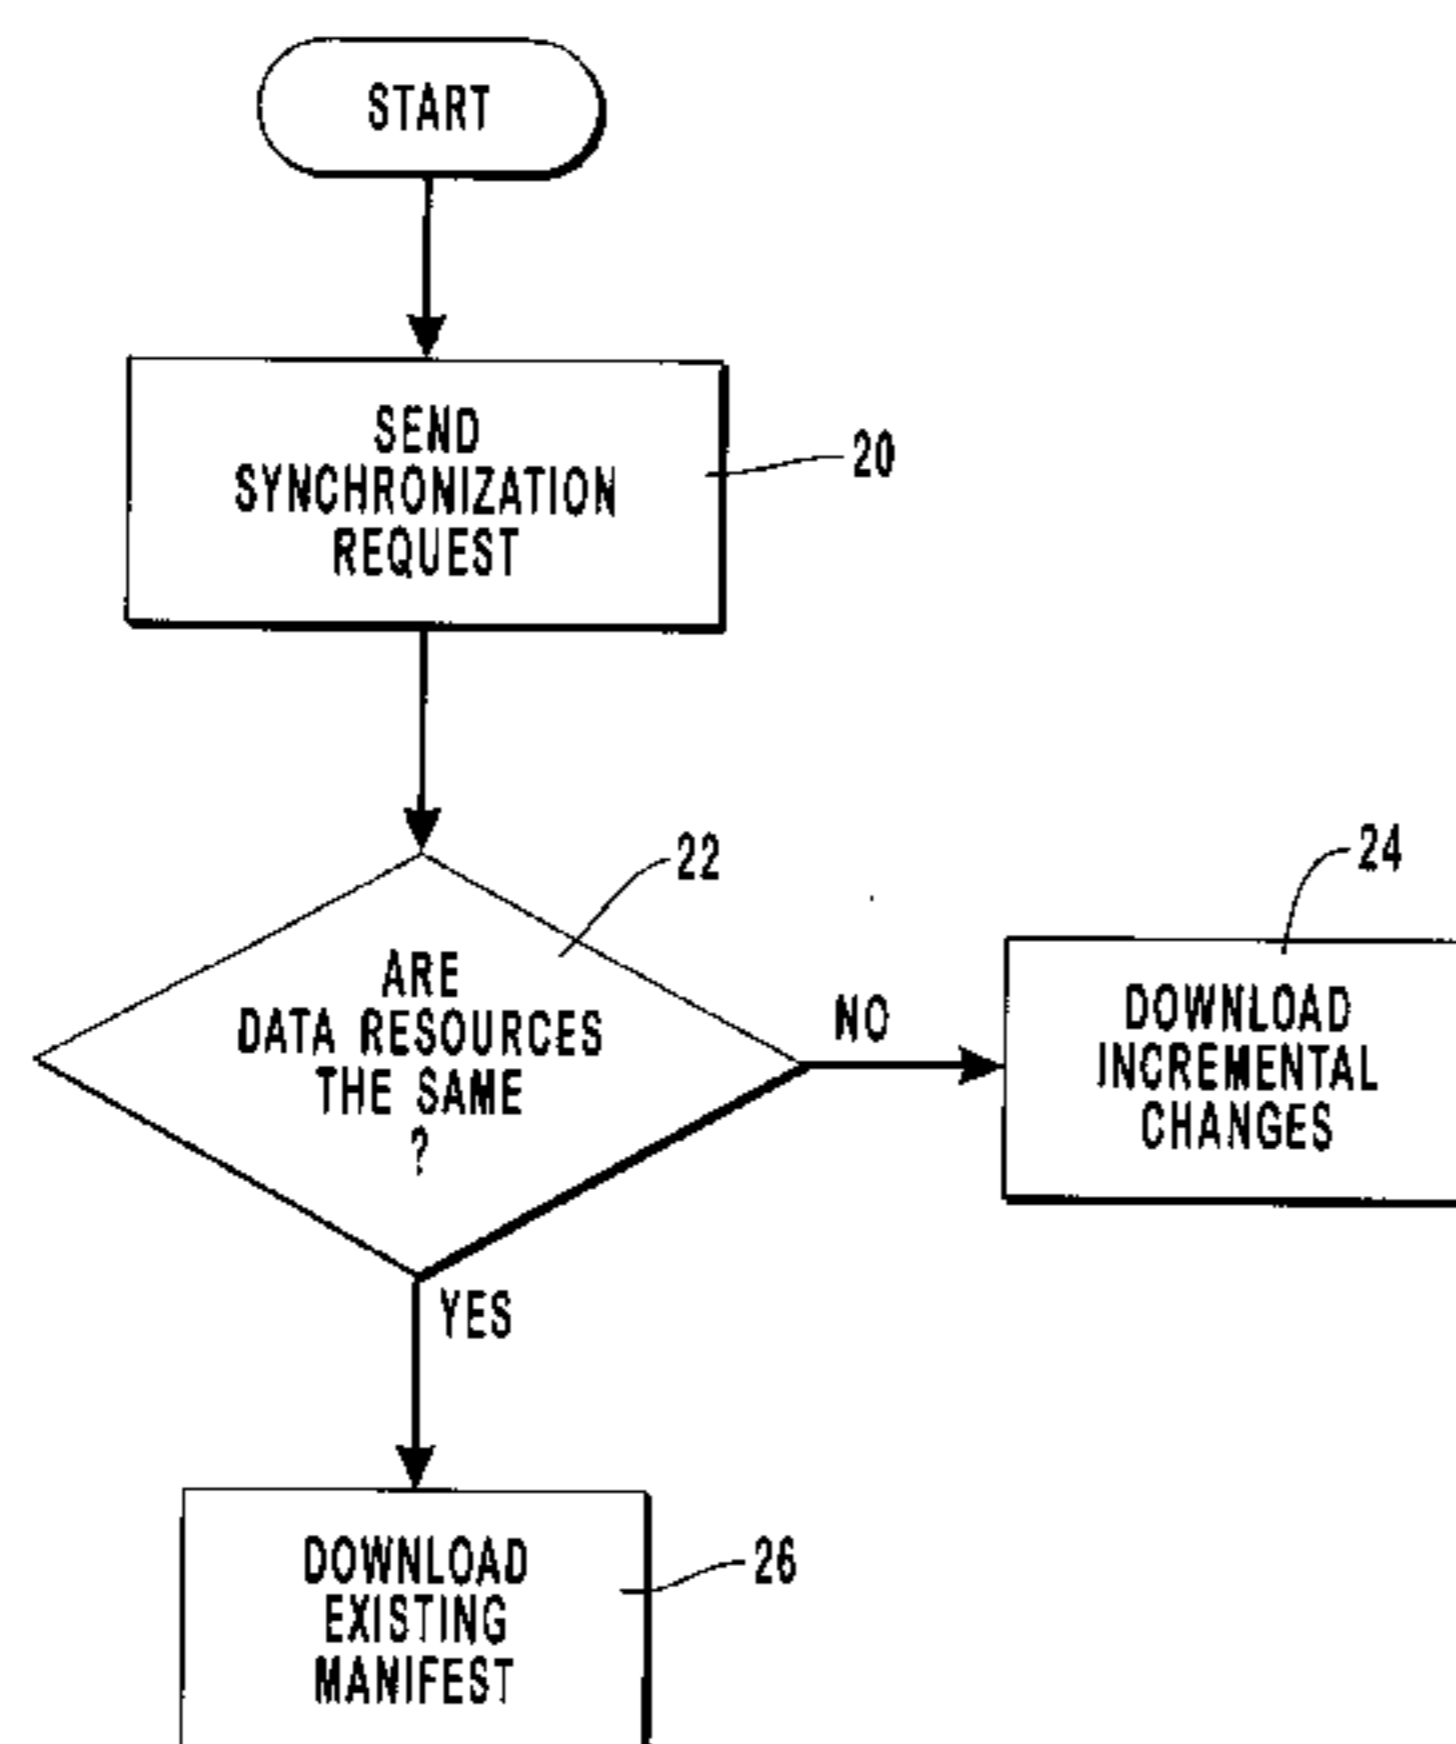 START
SEND
SYNCHRONIZATION
REQUEST
20
22
ARE
DATA RESOURCES
THE SAME
?
NO
24
DOWNLOAD
INCREMENTAL
CHANGES
YES
DOWNLOAD
EXISTING
MANIFEST
26